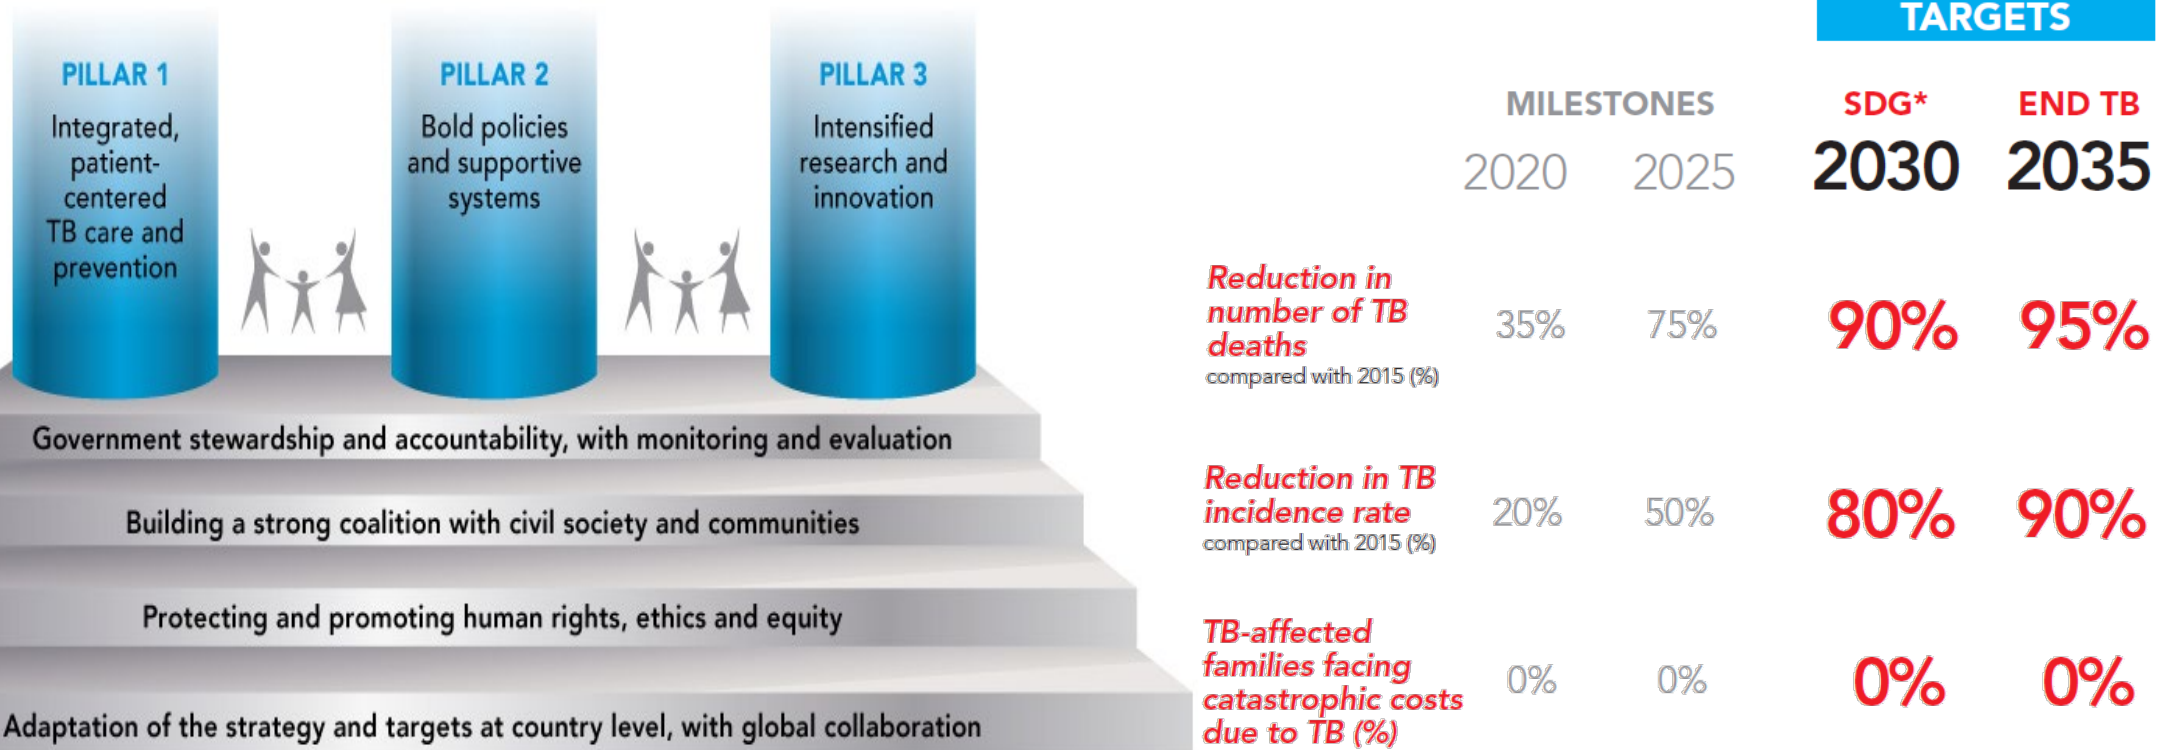 PILLAR 1
Integrated,
patient-
centered
TB care and
prevention
PILLAR 2
Bold policies
and supportive
systems
PILLAR 3
Intensified
research and
innovation
Government stewardship and accountability, with monitoring and evaluation
Building a strong coalition with civil society and communities
Protecting and promoting human rights, ethics and equity
Adaptation of the strategy and targets at country level, with global collaboration
TARGETS
MILESTONES SDG* END TB
2020 2025 2030 2035
Reduction in
number of TB
deaths
compared with 2015 (%)
35% 75% 90% 95%
Reduction in TB
incidence rate
compared with 2015 (%)
20% 50% 80% 90%
TB-affected
families facing
catastrophic costs
due to TB (%)
0% 0% 0% 0%